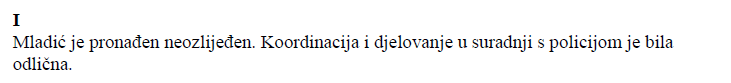 I
Mladić je pronađen neozlijeđen. Koordinacija i djelovanje u suradnji s policijom je bila
odlična.